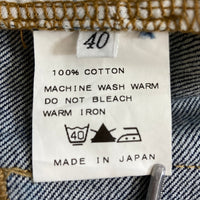 40
100% COTTON
MACHINE WASH WARM
DO NOT BLEACH
WARM IRON
40
MADE IN JAPAN